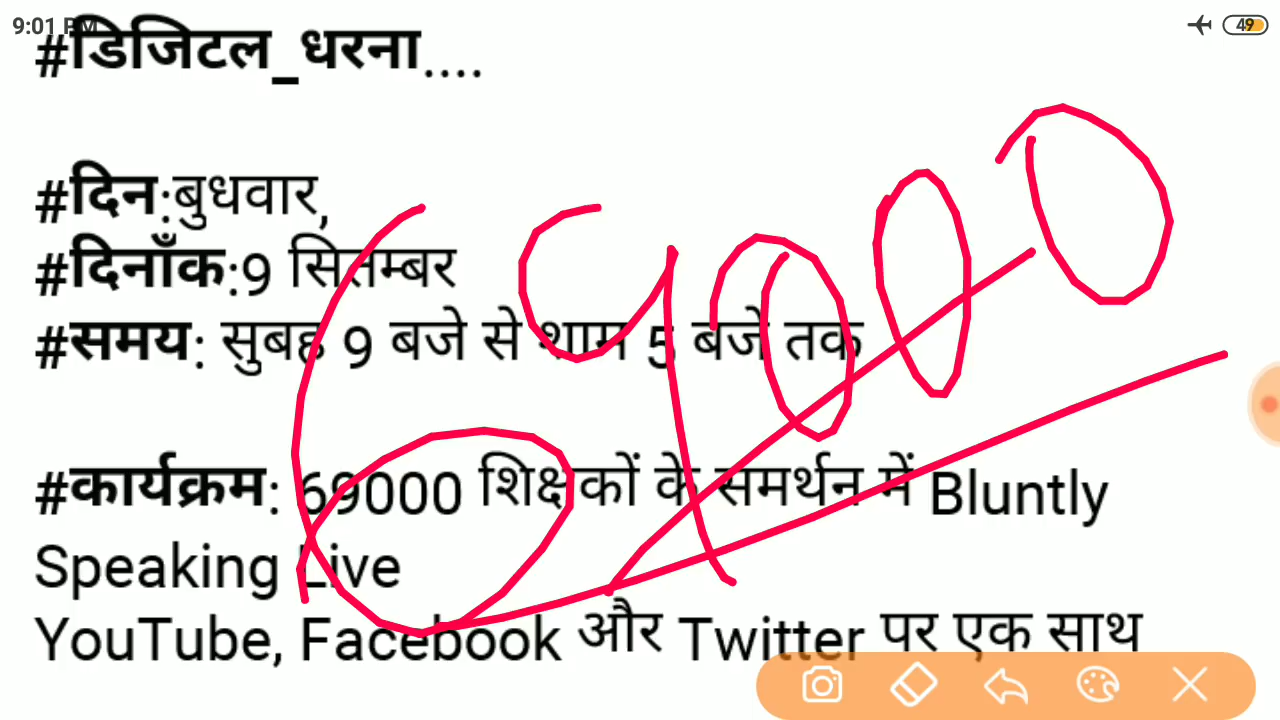 9:01 PM
49
#डिजिटल_धरना....
#दिन:बुधवार,
#दिनाँक:9 सितम्बर
#समय: सुबह 9 बजे से शाम 5 बजे तक
69000
#कार्यक्रम: 69000 शिक्षकों के समर्थन में Bluntly
Speaking Live
YouTube, Facebook और Twitter पर एक साथ